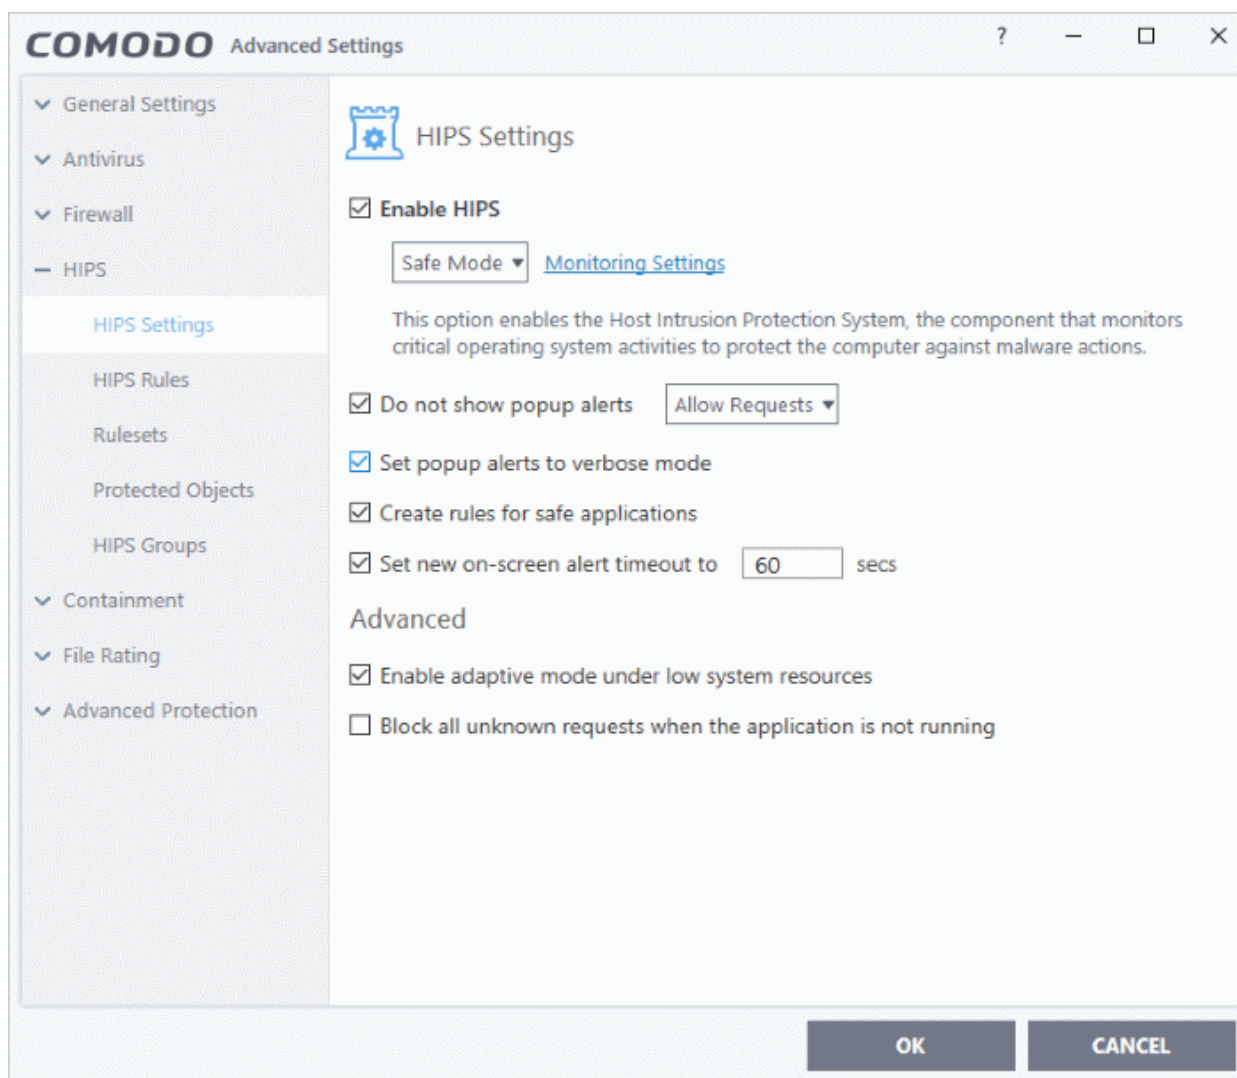 COMODO Advanced Settings ?
General Settings
Antivirus
Firewall
HIPS
HIPS Settings
HIPS Rules
Rulesets
Protected Objects
HIPS Groups
Containment
File Rating
Advanced Protection
HIPS Settings
Enable HIPS
Safe Mode Monitoring Settings
This option enables the Host Intrusion Protection System, the component that monitors
critical operating system activities to protect the computer against malware actions.
Do not show popup alerts Allow Requests
Set popup alerts to verbose mode
Create rules for safe applications
Set new on-screen alert timeout to 60 secs
Advanced
Enable adaptive mode under low system resources
Block all unknown requests when the application is not running
OK CANCEL